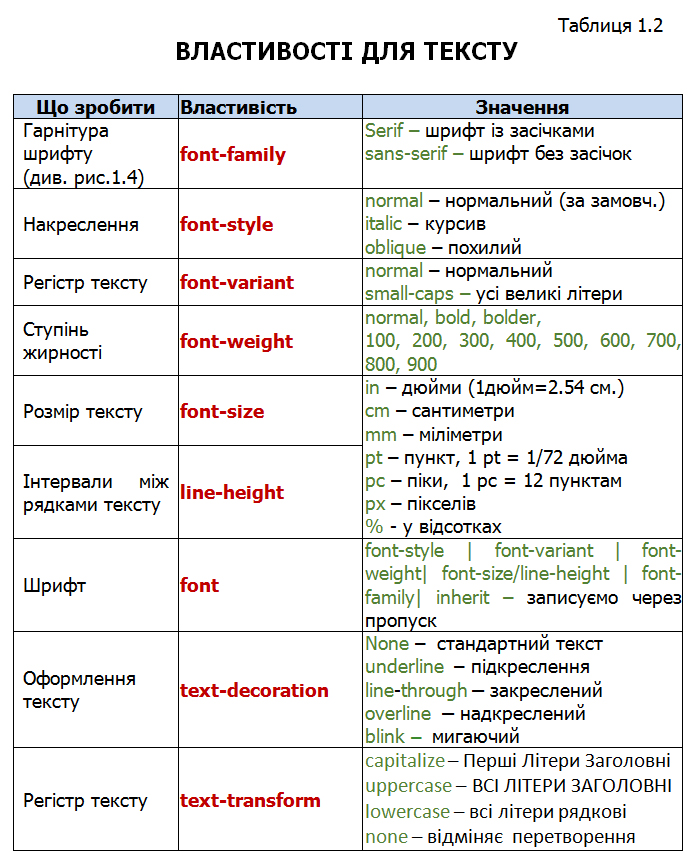 Таблиця 1.2
ВЛАСТИВОСТІ ДЛЯ ТЕКСТУ
Що зробити Властивість Значення
Гарнітура
шрифту
(див. рис.1.4)
font-family
Serif – шрифт із засічками
sans-serif – шрифт без засічок
Накреслення
font-style
normal – нормальний (за замовч.)
italic – курсив
oblique – похилий
Регістр тексту
font-variant
normal – нормальний
small-caps – усі великі літери
Ступінь
жирності
font-weight
normal, bold, bolder,
100, 200, 300, 400, 500, 600, 700,
800, 900
Розмір тексту
font-size
in – дюйми (1дюйм=2.54 см.)
cm – сантиметри
mm – міліметри
pt – пункт, 1 pt = 1/72 дюйма
pc – піки, 1 pc = 12 пунктам
px – пікселів
% - у відсотках
Інтервали між
рядками тексту
line-height
Шрифт
font
font-style | font-variant | font-
weight| font-size/line-height | font-
family| inherit – записуємо через
пропуск
Оформлення
тексту
text-decoration
None – стандартний текст
underline – підкреслення
line-through – закреслений
overline – надкреслений
blink – мигаючий
Регістр тексту
text-transform
capitalize – Перші Літери Заголовні
uppercase – ВСІ ЛІТЕРИ ЗАГОЛОВНІ
lowercase – всі літери рядкові
none – відміняє перетворення